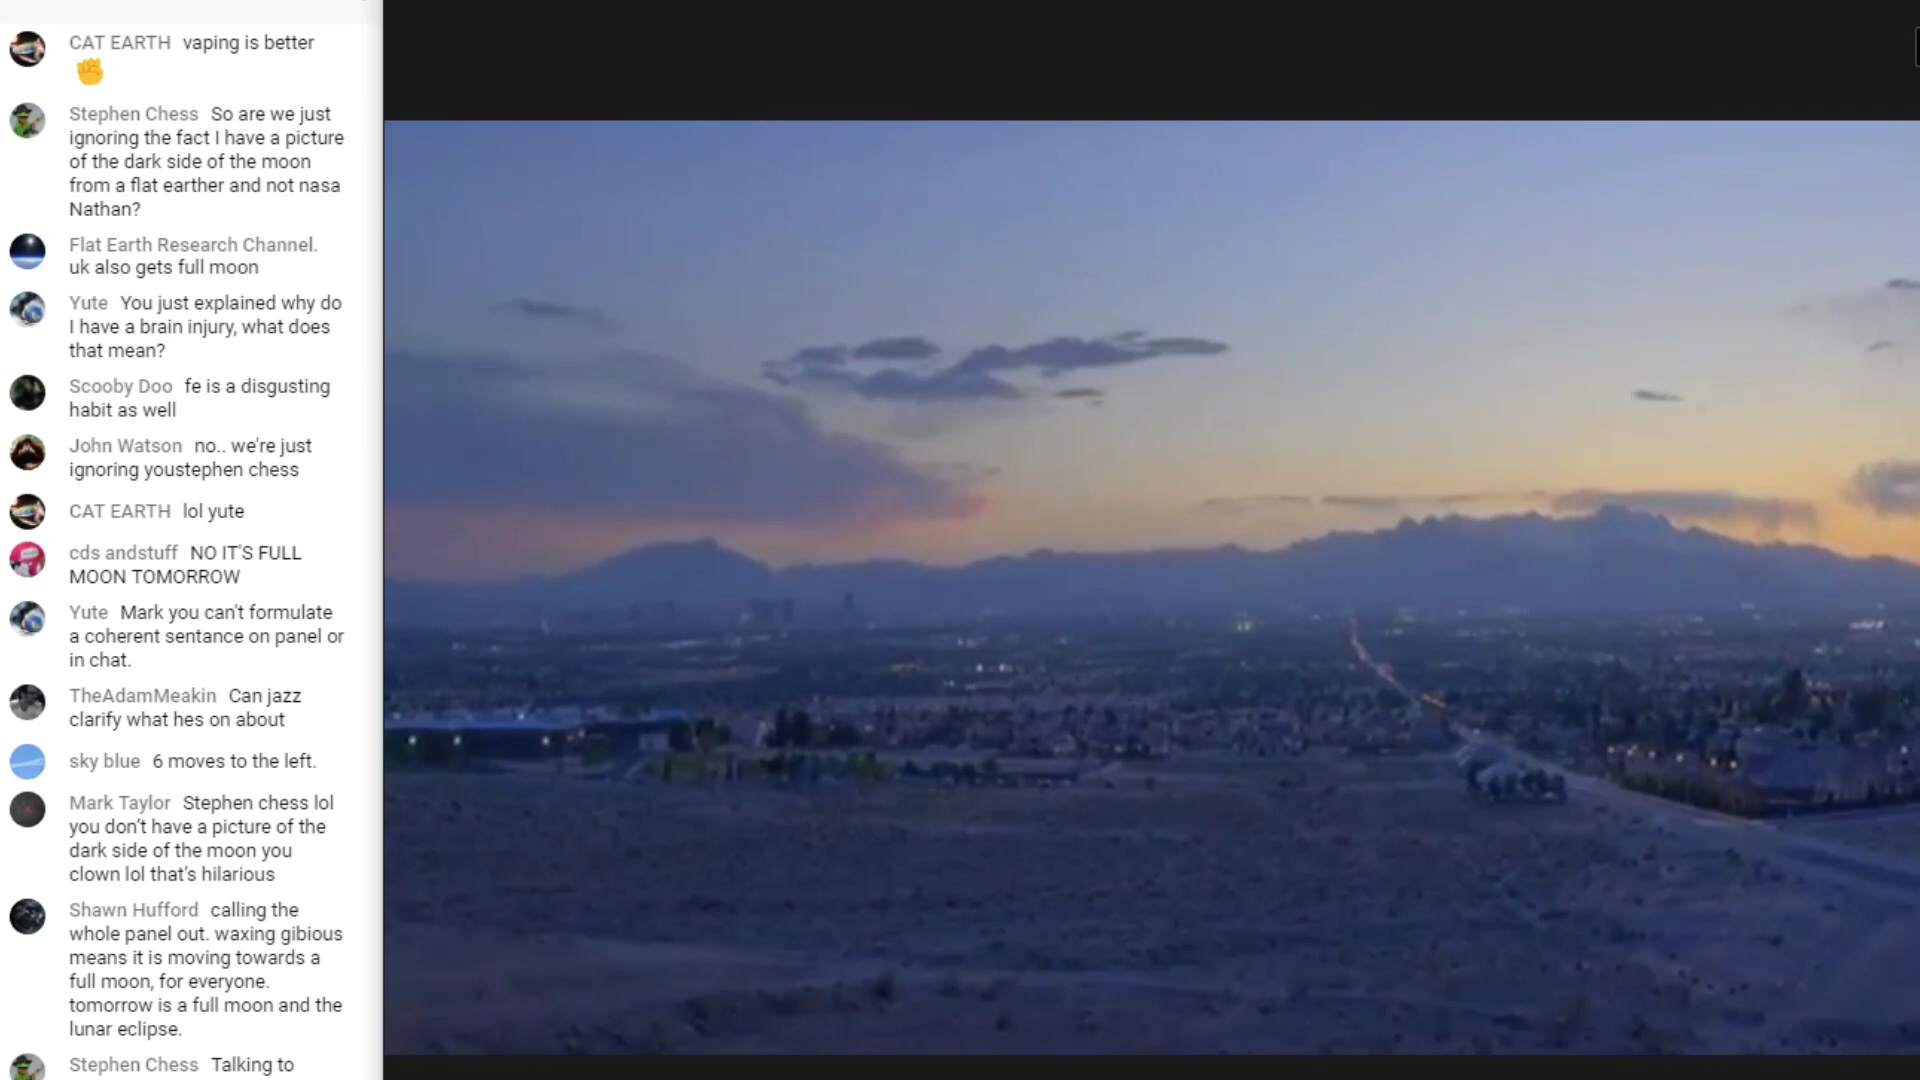 CAT EARTH vaping is better
✊
Stephen Chess So are we just
ignoring the fact I have a picture
of the dark side of the moon
from a flat earther and not nasa
Nathan?
Flat Earth Research Channel.
uk also gets full moon
Yute You just explained why do
I have a brain injury, what does
that mean?
Scooby Doo fe is a disgusting
habit as well
John Watson no.. we're just
ignoring youstephen chess
CAT EARTH lol yute
cds andstuff NO IT'S FULL
MOON TOMORROW
Yute Mark you can't formulate
a coherent sentance on panel or
in chat.
TheAdamMeakin Can jazz
clarify what hes on about
sky blue 6 moves to the left.
Mark Taylor Stephen chess lol
you don't have a picture of the
dark side of the moon you
clown lol that's hilarious
Shawn Hufford calling the
whole panel out. waxing gibious
means it is moving towards a
full moon, for everyone.
tomorrow is a full moon and the
lunar eclipse.
Stephen Chess Talking to